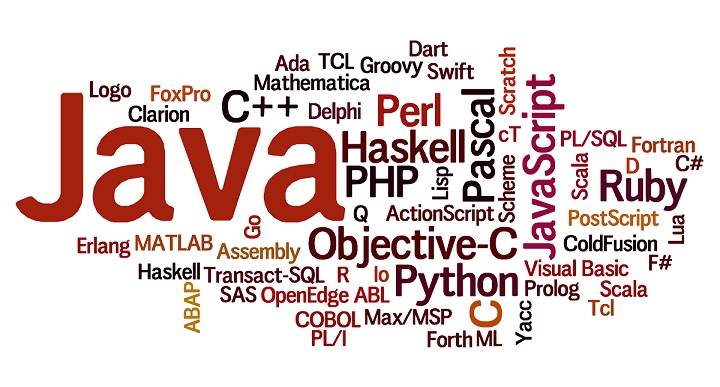 Dart
Ada
TCL
Groovy
Swift
Mathematica
Scratch
Logo
FoxPro
C++
Delphi
Perl
Pascal
JavaScript
Clarion
Java
Haskell
cT
PL/SQL
Fortran
PHP
Lisp
Scheme
Scala
D
C#
Ruby
Q
ActionScript
PostScript
Lua
Go
Erlang
MATLAB
Assembly
Objective-C
ColdFusion
F#
Haskell
Transact-SQL
R
Io
Python
Visual Basic
ABAP
SAS
OpenEdge ABL
C
Prolog
Scala
COBOL
Max/MSP
Yacc
Tcl
PL/I
Forth
ML